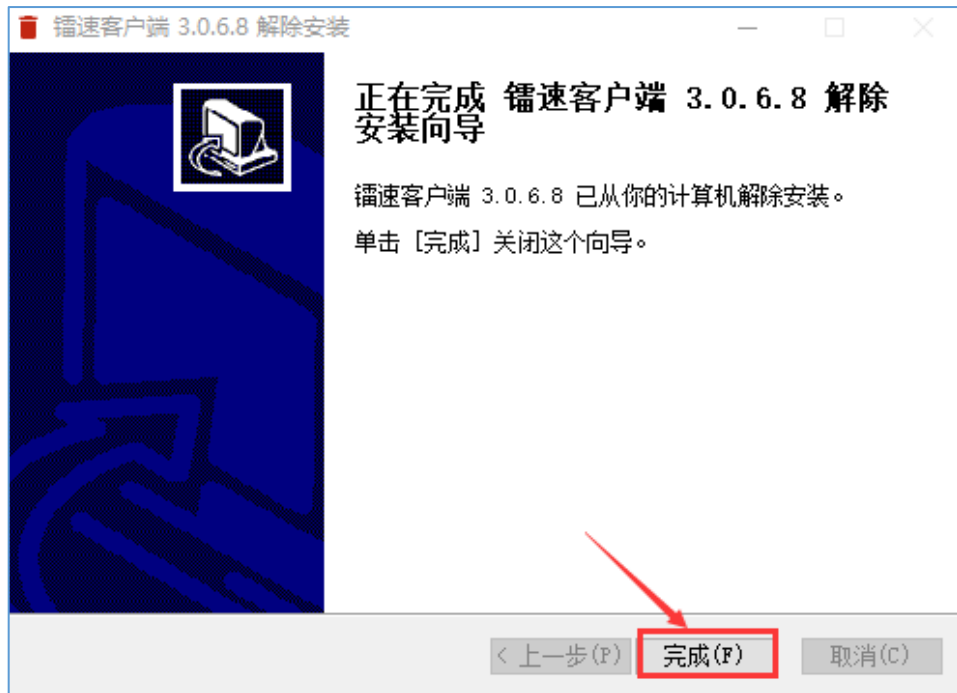 镭速客户端 3.0.6.8 解除安装
正在完成 镭速客户端 3.0.6.8 解除
安装向导
镭速客户端 3.0.6.8 已从你的计算机解除安装。
单击 [完成] 关闭这个向导。
< 上一步(P) 完成(F) 取消(C)